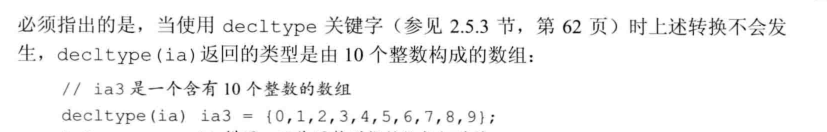 必须指出的是，当使用 decltype 关键字（参见 2.5.3 节，第 62 页）时上述转换不会发
生，decltype(ia)返回的类型是由 10 个整数构成的数组：
// ia3 是一个含有 10 个整数的数组
decltype(ia) ia3 = {0,1,2,3,4,5,6,7,8,9};